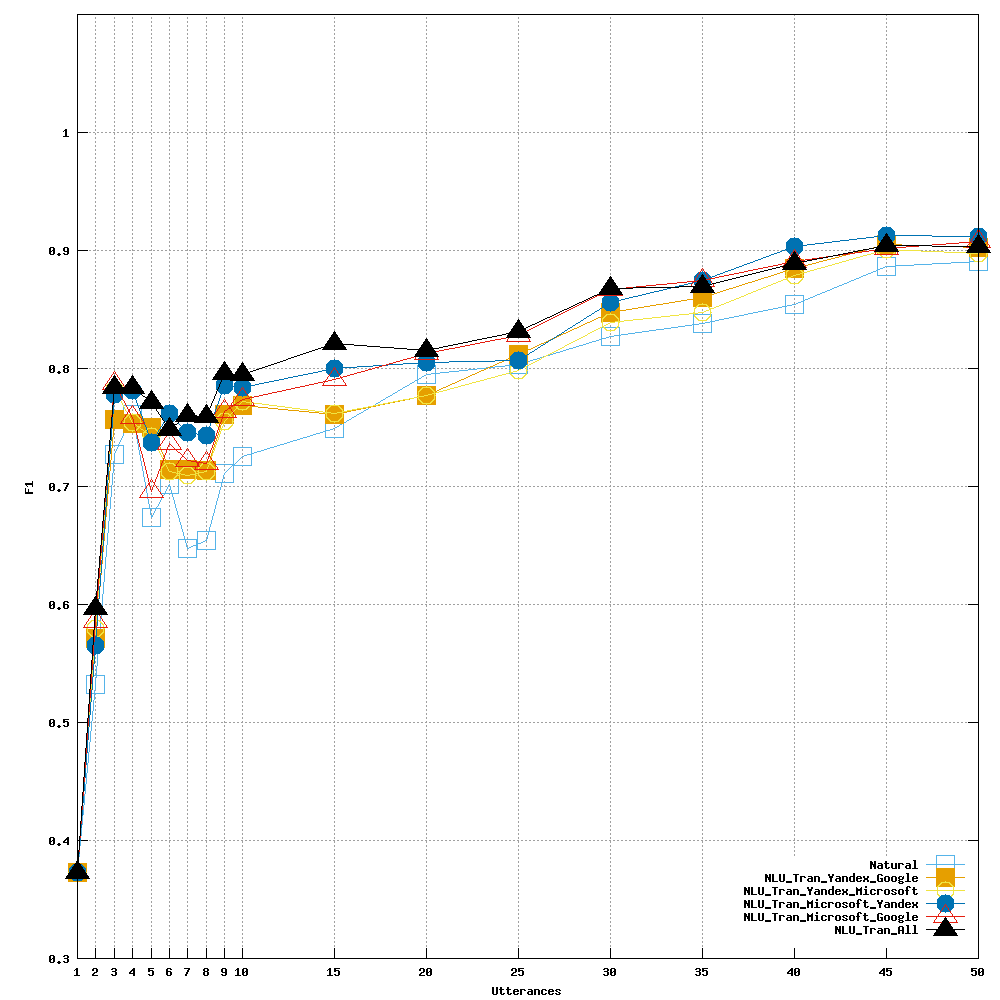 1
0.9
0.8
0.7
F1
0.6
0.5
0.4
0.3
Natural
NLU_Tran_Yandex_Google
NLU_Tran_Yandex_Microsoft
NLU_Tran_Microsoft_Yandex
NLU_Tran_Microsoft_Google
NLU_Tran_All
1 2 3 4 5 6 7 8 9 10 15 20 25 30 35 40 45 50
Utterances